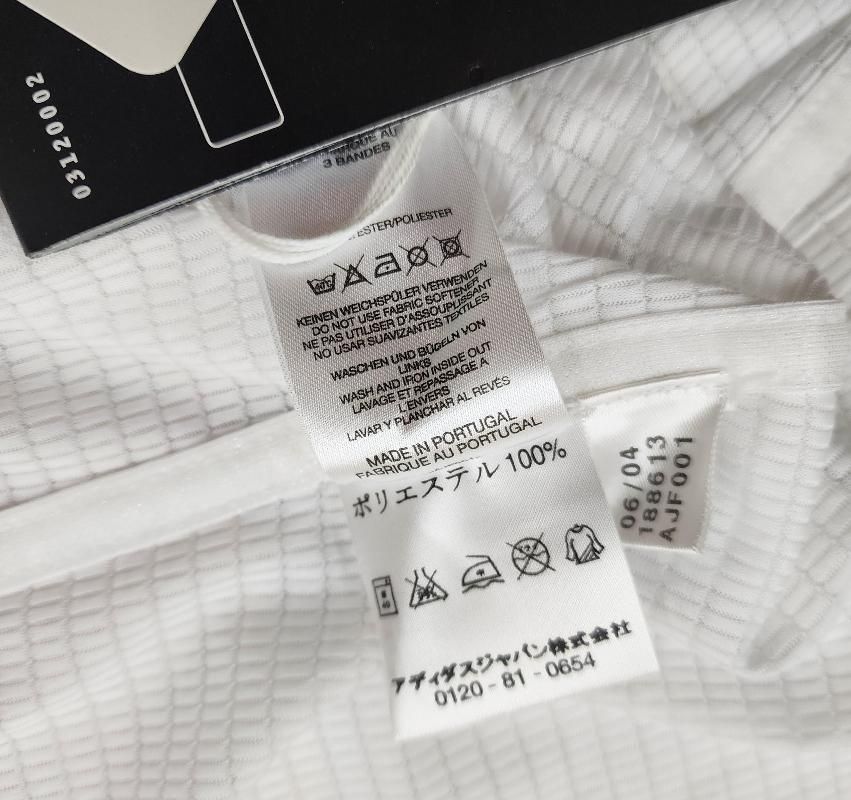 03120002
3 BANDES
ESTER/POLIESTER
40°C
KEINEN WEICHSPÜLER VERWENDEN
DO NOT USE FABRIC SOFTENER
NE PAS UTILISER D'ASSOUPLISSANT
NO USAR SUAVIZANTES TEXTILES
WASCHEN UND BÜGELN VON
LINKS
WASH AND IRON INSIDE OUT
LAVAGE ET REPASSAGE A
L'ENVERS
LAVAR Y PLANCHAR AL REVÉS
MADE IN PORTUGAL
FABRIQUE AU PORTUGAL
ポリエステル 100%
40
アディダスジャパン株式会社
0120-81-0654
06/04
188613
AJF001